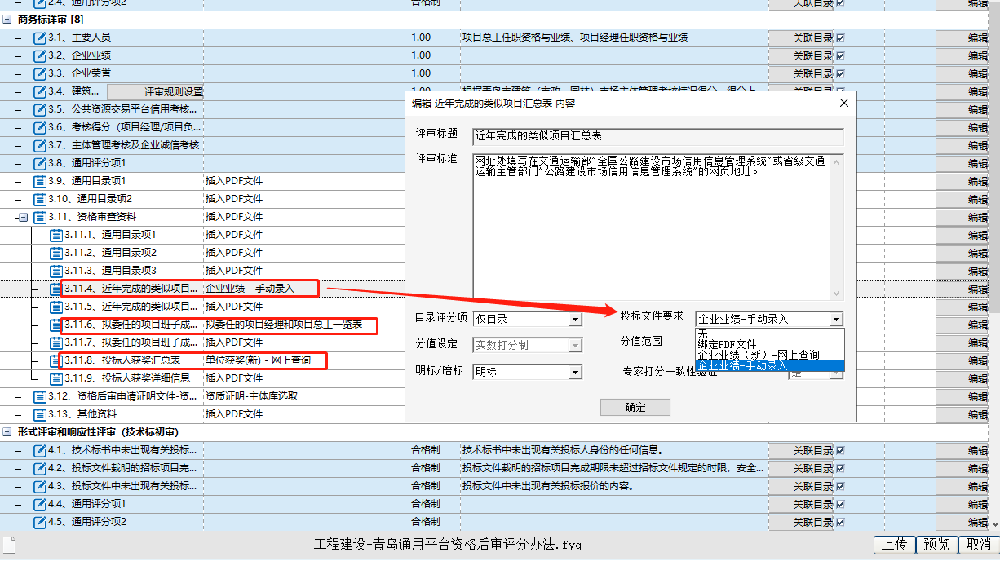 2.4、通用评分项2 合格制 关联目录 编辑
商务标详审 [8]
3.1、主要人员 1.00 项目总工任职资格与业绩、项目经理任职资格与业绩 关联目录 编辑
3.2、企业业绩 1.00 关联目录 编辑
3.3、企业荣誉 1.00 关联目录 编辑
3.4、建筑... 评审规则设置 1.00 根据青岛市建筑（市政、园林）市场主体管理考核情况得分，得分上 关联目录 编辑
3.5、公共资源交易平台信用考核... 编辑
3.6、考核得分（项目经理/项目负... 编辑
3.7、主体管理考核及企业诚信考核 编辑
3.8、通用评分项1 编辑
3.9、通用目录项1 插入PDF文件 编辑
3.10、通用目录项2 插入PDF文件 编辑
3.11、资格审查资料 插入PDF文件 编辑
3.11.1、通用目录项1 插入PDF文件 编辑
3.11.2、通用目录项2 插入PDF文件 编辑
3.11.3、通用目录项3 插入PDF文件 编辑
3.11.4、近年完成的类似项目... 企业业绩 - 手动录入 编辑
3.11.5、近年完成的类似项目... 插入PDF文件 编辑
3.11.6、拟委任的项目班子成... 拟委任的项目经理和项目总工一览表 编辑
3.11.7、拟委任的项目班子成... 插入PDF文件 编辑
3.11.8、投标人获奖汇总表 单位获奖(新) - 网上查询 编辑
3.11.9、投标人获奖详细信息 插入PDF文件 编辑
3.12、资格后审申请证明文件-资... 资质证明-主体库选取 编辑
3.13、其他资料 插入PDF文件 编辑
编辑 近年完成的类似项目汇总表 内容
评审标题 近年完成的类似项目汇总表
评审标准 网址处填写在交通运输部"全国公路建设市场信用信息管理系统"或省级交通
运输主管部门"公路建设市场信用信息管理系统"的网页地址。
目录评分项 仅目录 投标文件要求 企业业绩-手动录入
无
绑定PDF文件
企业业绩（新）-网上查询
企业业绩-手动录入
分值设定 实数打分制 分值范围
明标/暗标 明标 专家打分一致性验证 是
确定
形式评审和响应性评审（技术标初审）
4.1、技术标书中未出现有关投标... 合格制 技术标书中未出现有关投标人身份的任何信息。 关联目录 编辑
4.2、投标文件载明的招标项目完... 合格制 投标文件载明的招标项目完成期限未超过招标文件规定的时限，安全... 关联目录 编辑
4.3、投标文件中未出现有关投标... 合格制 投标文件中未出现有关投标报价的内容。 关联目录 编辑
4.4、通用评分项1 合格制 关联目录 编辑
4.5、通用评分项2 合格制 关联目录 编辑
工程建设-青岛通用平台资格后审评分办法.fyq 上传 预览 取消